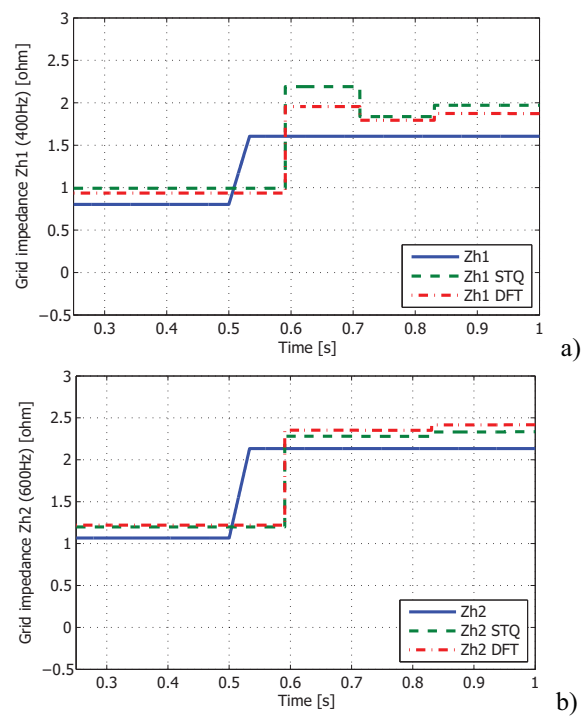 3
2.5
2
1.5
1
0.5
0
−0.5
Grid impedance Zh1 (400Hz) [ohm]
0.3 0.4 0.5 0.6 0.7 0.8 0.9 1
Time [s]
Zh1
Zh1 STQ
Zh1 DFT
a)
3
2.5
2
1.5
1
0.5
0
−0.5
Grid impedance Zh2 (600Hz) [ohm]
0.3 0.4 0.5 0.6 0.7 0.8 0.9 1
Time [s]
Zh2
Zh2 STQ
Zh2 DFT
b)